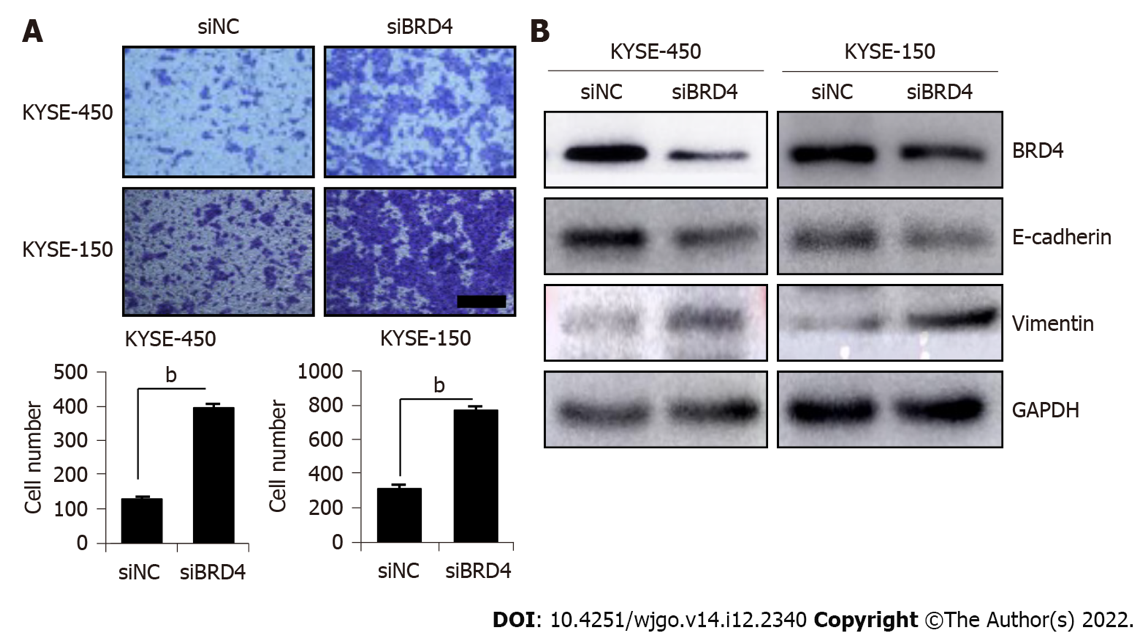 A
siNC siBRD4
KYSE-450
KYSE-150
KYSE-450 KYSE-150
Cell number
500
400
300
200
100
0
b
siNC siBRD4
Cell number
1000
800
600
400
200
0
b
siNC siBRD4
B
KYSE-450 KYSE-150
siNC siBRD4 siNC siBRD4
BRD4
E-cadherin
Vimentin
GAPDH
DOI: 10.4251/wjgo.v14.i12.2340 Copyright ©The Author(s) 2022.